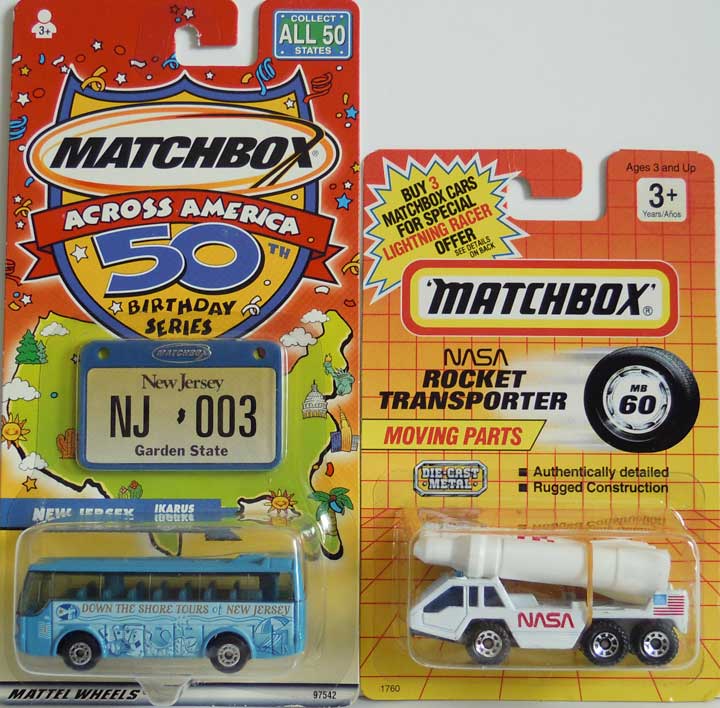 3+
COLLECT
ALL 50
STATES
MATCHBOX®
ACROSS AMERICA
50TH
BIRTHDAY
SERIES
MATCHBOX
New Jersey
NJ 003
Garden State
NEW JERSEY IKARUS
DOWN THE SHORE TOURS of NEW JERSEY
MATTEL WHEELS
97542
BUY 3
MATCHBOX CARS
FOR SPECIAL
LIGHTNING RACER
OFFER
SEE DETAILS
ON BACK
Ages 3 and Up
3+
Years/Años
"MATCHBOX"®
NASA
ROCKET
TRANSPORTER
MB
60
MOVING PARTS
DIE-CAST
METAL
Authentically detailed
Rugged Construction
NASA
1760